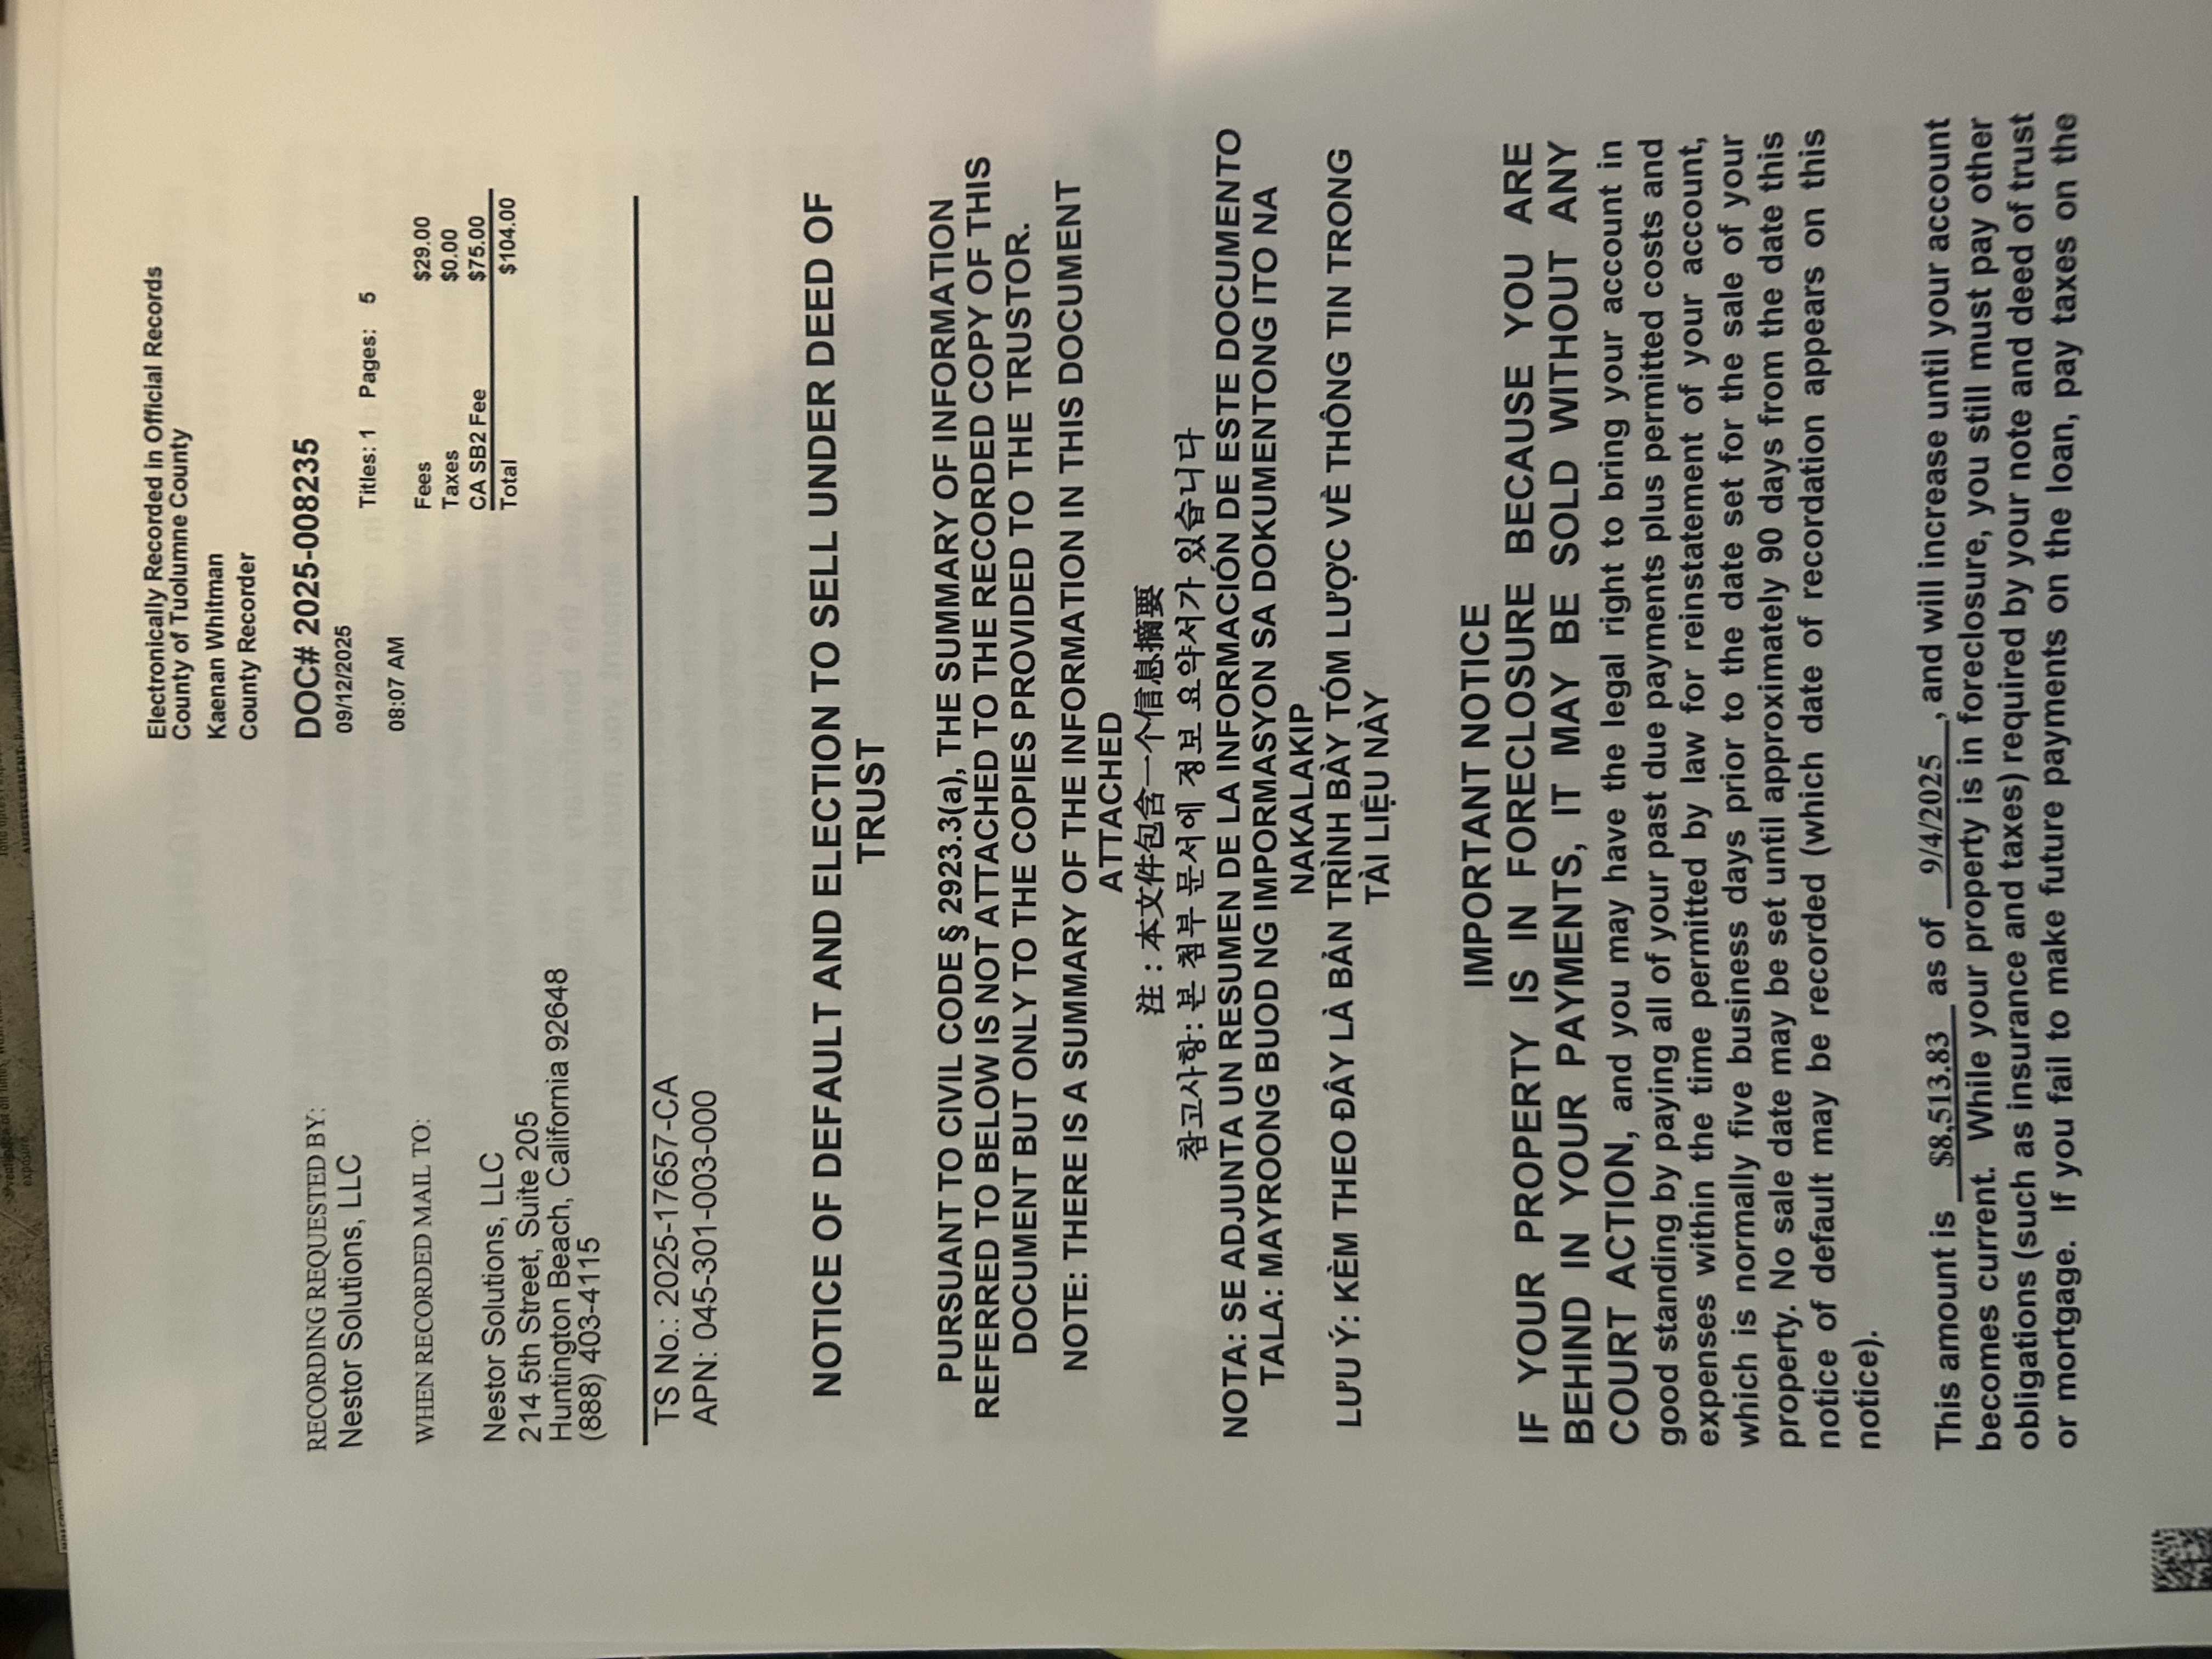 exposure.
Electronically Recorded in Official Records
County of Tuolumne County
Kaenan Whitman
County Recorder
DOC# 2025-008235
09/12/2025
Titles: 1 Pages: 5
08:07 AM
Fees $29.00
Taxes $0.00
CA SB2 Fee $75.00
Total $104.00
RECORDING REQUESTED BY:
Nestor Solutions, LLC
WHEN RECORDED MAIL TO:
Nestor Solutions, LLC
214 5th Street, Suite 205
Huntington Beach, California 92648
(888) 403-4115
TS No.: 2025-17657-CA
APN: 045-301-003-000
NOTICE OF DEFAULT AND ELECTION TO SELL UNDER DEED OF
TRUST
PURSUANT TO CIVIL CODE § 2923.3(a), THE SUMMARY OF INFORMATION
REFERRED TO BELOW IS NOT ATTACHED TO THE RECORDED COPY OF THIS
DOCUMENT BUT ONLY TO THE COPIES PROVIDED TO THE TRUSTOR.
NOTE: THERE IS A SUMMARY OF THE INFORMATION IN THIS DOCUMENT
ATTACHED
注：本文件包含一个信息摘要
참고사항: 본 첨부 문서에 정보 요약서가 있습니다
NOTA: SE ADJUNTA UN RESUMEN DE LA INFORMACIÓN DE ESTE DOCUMENTO
TALA: MAYROONG BUOD NG IMPORMASYON SA DOKUMENTONG ITO NA
NAKALAKIP
LƯU Ý: KÈM THEO ĐÂY LÀ BẢN TRÌNH BÀY TÓM LƯỢC VÈ THÔNG TIN TRONG
TÀI LIỆU NÀY
IMPORTANT NOTICE
IF YOUR PROPERTY IS IN FORECLOSURE BECAUSE YOU ARE
BEHIND IN YOUR PAYMENTS, IT MAY BE SOLD WITHOUT ANY
COURT ACTION, and you may have the legal right to bring your account in
good standing by paying all of your past due payments plus permitted costs and
expenses within the time permitted by law for reinstatement of your account,
which is normally five business days prior to the date set for the sale of your
property. No sale date may be set until approximately 90 days from the date this
notice of default may be recorded (which date of recordation appears on this
notice).
This amount is $8,513.83 as of 9/4/2025 , and will increase until your account
becomes current. While your property is in foreclosure, you still must pay other
obligations (such as insurance and taxes) required by your note and deed of trust
or mortgage. If you fail to make future payments on the loan, pay taxes on the